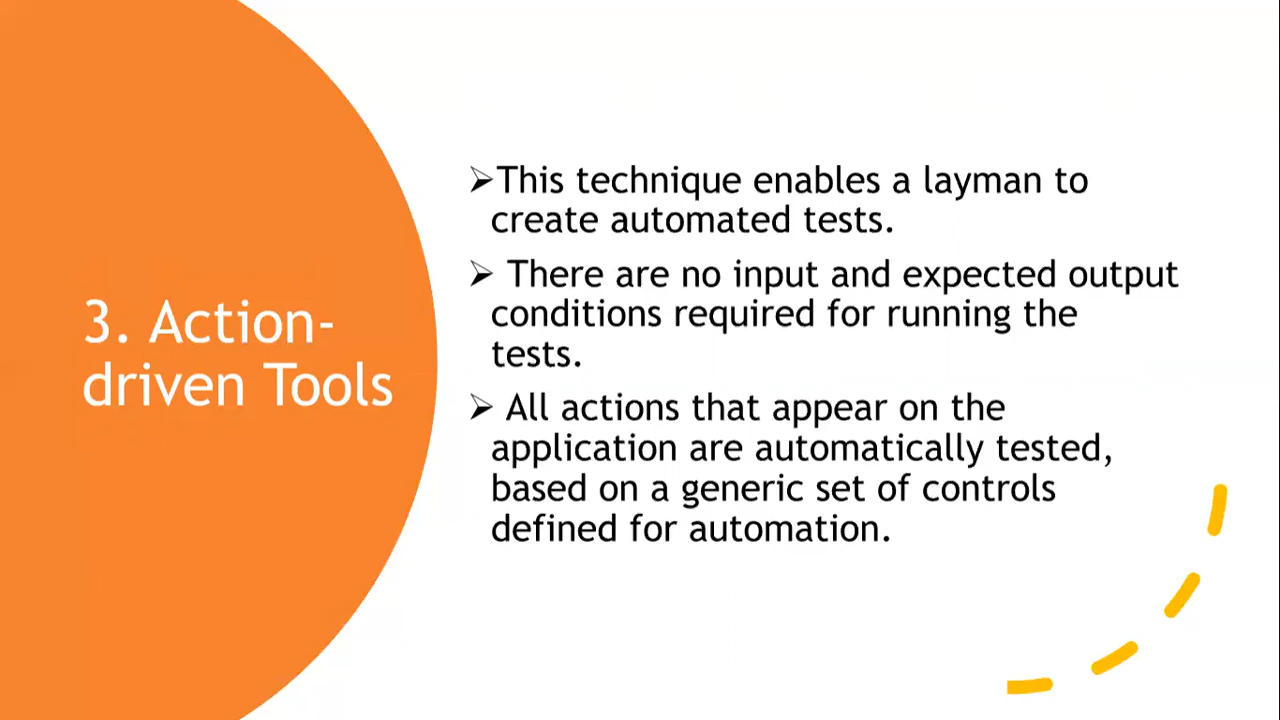 3. Action-
driven Tools
➢This technique enables a layman to
create automated tests.
➢ There are no input and expected output
conditions required for running the
tests.
➢ All actions that appear on the
application are automatically tested,
based on a generic set of controls
defined for automation.